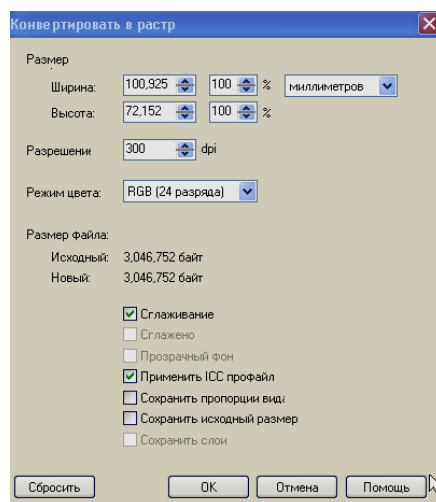 Конвертировать в растр
Размер
Ширина: 100,925 100 % миллиметров
Высота: 72,152 100 %
Разрешение 300 dpi
Режим цвета: RGB (24 разряда)
Размер файла:
Исходный: 3,046,752 байт
Новый: 3,046,752 байт
Сглаживание
Сглажено
Прозрачный фон
Применить ICC профайл
Сохранить пропорции вида
Сохранить исходный размер
Сохранить слои
Сбросить OK Отмена Помощь